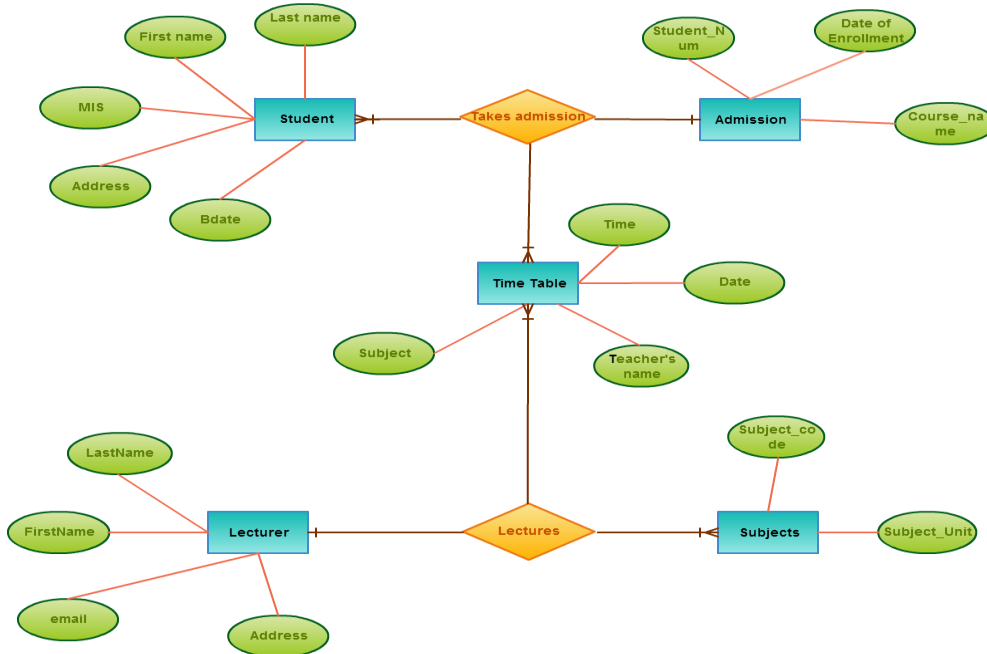 Last name
First name
MIS
Student
Address
Bdate
Takes admission
Student_N
um
Date of
Enrollment
Admission
Course_na
me
Time
Time Table
Date
Subject
Teacher's
name
LastName
FirstName
Lecturer
email
Address
Lectures
Subject_co
de
Subjects
Subject_Unit